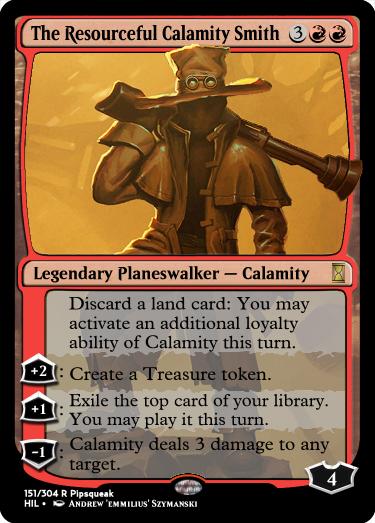 The Resourceful Calamity Smith 3
Legendary Planeswalker — Calamity
Discard a land card: You may
activate an additional loyalty
ability of Calamity this turn.
+2: Create a Treasure token.
+1: Exile the top card of your library.
You may play it this turn.
-1: Calamity deals 3 damage to any
target.
4
151/304 R Pipsqueak
HIL • Andrew 'emmilius' Szymanski